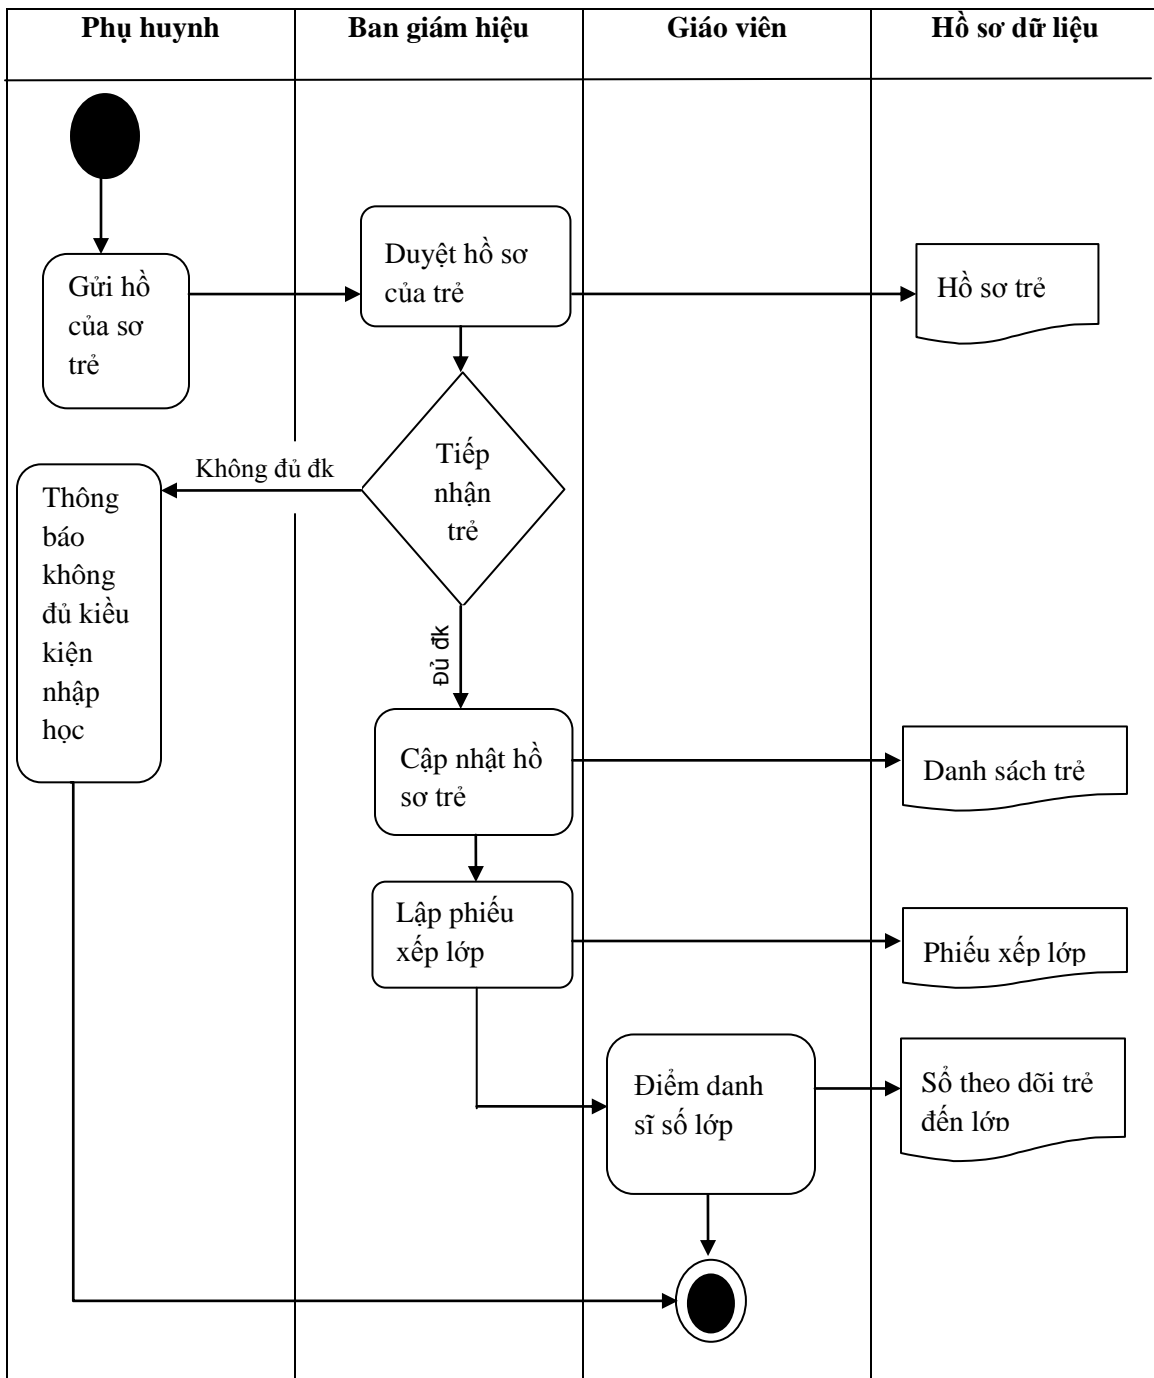 Phụ huynh
Ban giám hiệu
Giáo viên
Hồ sơ dữ liệu
Gửi hồ
của sơ
trẻ
Duyệt hồ sơ
của trẻ
Hồ sơ trẻ
Tiếp
nhận
trẻ
Không đủ đk
Thông
báo
không
đủ kiều
kiện
nhập
học
Đủ đk
Cập nhật hồ
sơ trẻ
Danh sách trẻ
Lập phiếu
xếp lớp
Phiếu xếp lớp
Điểm danh
sĩ số lớp
Sổ theo dõi trẻ
đến lớp